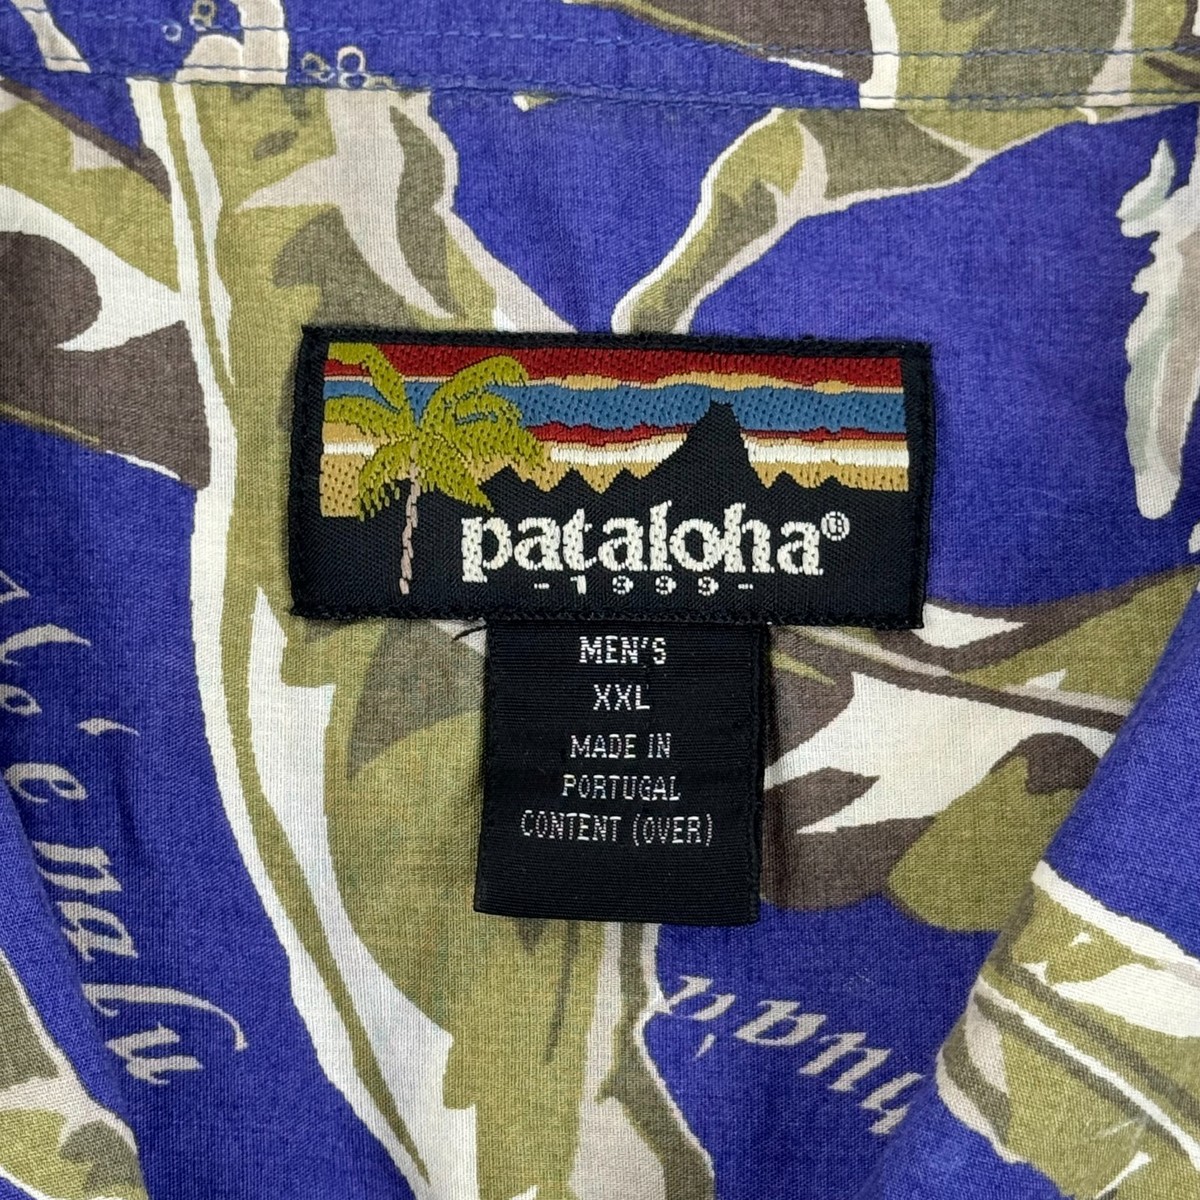 pataloha®
-1999-
MEN'S
XXL
MADE IN
PORTUGAL
CONTENT (OVER)